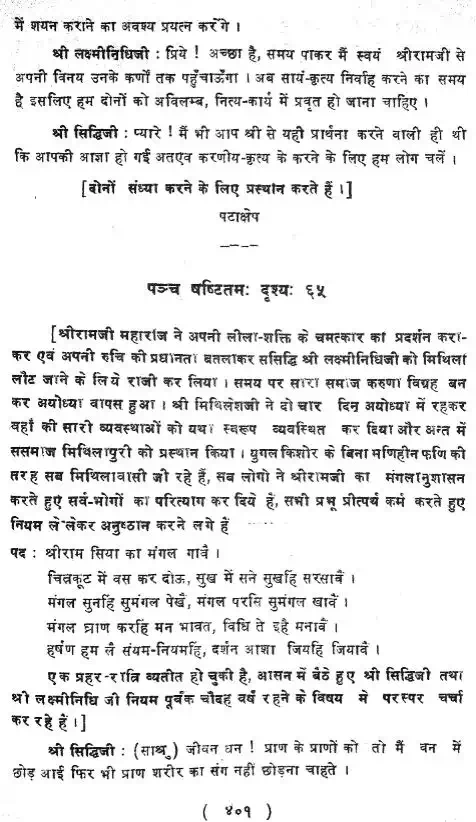 में शयन कराने का अवश्य प्रयत्न करेंगे ।
श्री लक्ष्मीनिधिजी : प्रिये ! अच्छा है, समय पाकर मैं स्वयं श्रीरामजी से
अपनी विनय उनके कर्णों तक पहुँचाऊँगा । अब सायं-कृत्य निर्वाह करने का समय
है इसलिए हम दोनों को अविलम्ब, नित्य-कार्य में प्रवृत हो जाना चाहिए ।
श्री सिद्धिजी : प्यारे ! मैं भी आप श्री से यही प्रार्थना करने वाली ही थी
कि आपकी आज्ञा हो गई अतएव करणीय-कृत्य के करने के लिए हम लोग चलें ।
[दोनों संध्या करने के लिए प्रस्थान करते हैं ।]
पटाक्षेप
----
पञ्च षष्टितमः दृश्यः ६५
[श्रीरामजी महाराज ने अपनी लीला-शक्ति के चमत्कार का प्रदर्शन करा-
कर एवं अपनी रुचि की प्रधानता बतलाकर ससिद्धि श्री लक्ष्मीनिधिजी को मिथिला
लौट जाने के लिये राजी कर लिया । समय पर सारा समाज करुणा विग्रह बन
कर अयोध्या वापस हुआ । श्री मिथिलेशजी ने दो चार दिन अयोध्या में रहकर
वहाँ की सारी व्यवस्थाओं को यथा स्वरूप व्यवस्थित कर दिया और अन्त में
ससमाज मिथिलापुरी को प्रस्थान किया । युगल किशोर के बिना मणिहीन फणि की
तरह सब मिथिलावासी जी रहे हैं, सब लोगो ने श्रीरामजी का मंगलानुशासन
करते हुए सर्व-भोगों का परित्याग कर दिये हैं, सभी प्रभू प्रीत्यर्थ कर्म करते हुए
नियम ले लेकर अनुष्ठान करने लगे हैं
पद : श्रीराम सिया का मंगल गावैं ।
चित्रकूट में वस कर दोऊ, सुख में सने सुखहिं सरसावैं ।
मंगल सुनहिं सुमंगल पेखैं, मंगल परसि सुमंगल खावैं ।
मंगल घ्राण करहिं मन भावत, विधि ते इहै मनावैं ।
हर्षण हम लै संयम-नियमहिं, दर्शन आशा जियहि जियावैं ।
एक प्रहर-रात्रि व्यतीत हो चुकी है, आसन में बैठे हुए श्री सिद्धिजी तथा
श्री लक्ष्मीनिधि जी नियम पूर्वक चौदह वर्ष रहने के विषय मे परस्पर चर्चा
कर रहे हैं ।]
श्री सिद्धिजी : (साश्रु) जीवन धन ! प्राण के प्राणों को तो मैं वन में
छोड़ आई फिर भी प्राण शरीर का संग नहीं छोड़ना चाहते ।
( ४०१ )